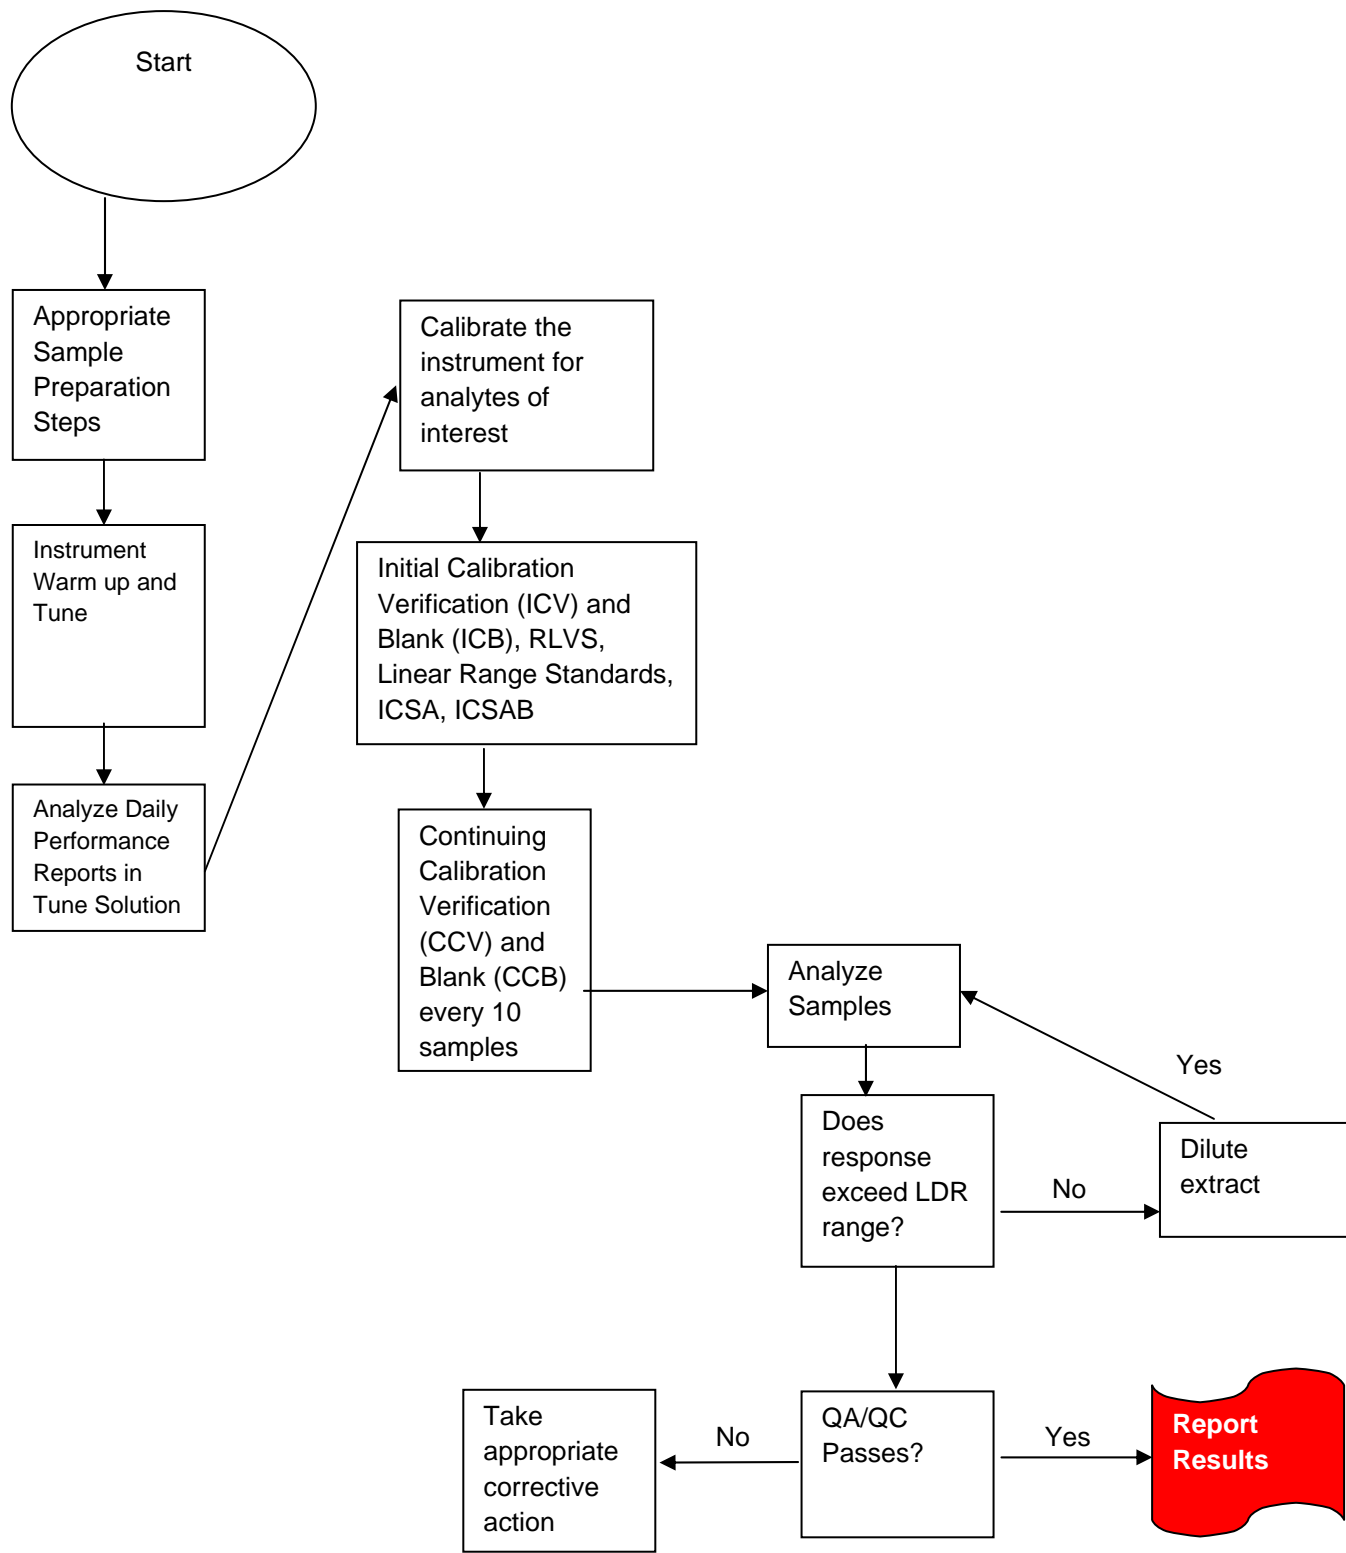 Start
Appropriate
Sample
Preparation
Steps
Instrument
Warm up and
Tune
Analyze Daily
Performance
Reports in
Tune Solution
Calibrate the
instrument for
analytes of
interest
Initial Calibration
Verification (ICV) and
Blank (ICB), RLVS,
Linear Range Standards,
ICSA, ICSAB
Continuing
Calibration
Verification
(CCV) and
Blank (CCB)
every 10
samples
Analyze
Samples
Yes
Does
response
exceed LDR
range?
No
Dilute
extract
Take
appropriate
corrective
action
No
QA/QC
Passes?
Yes
Report
Results